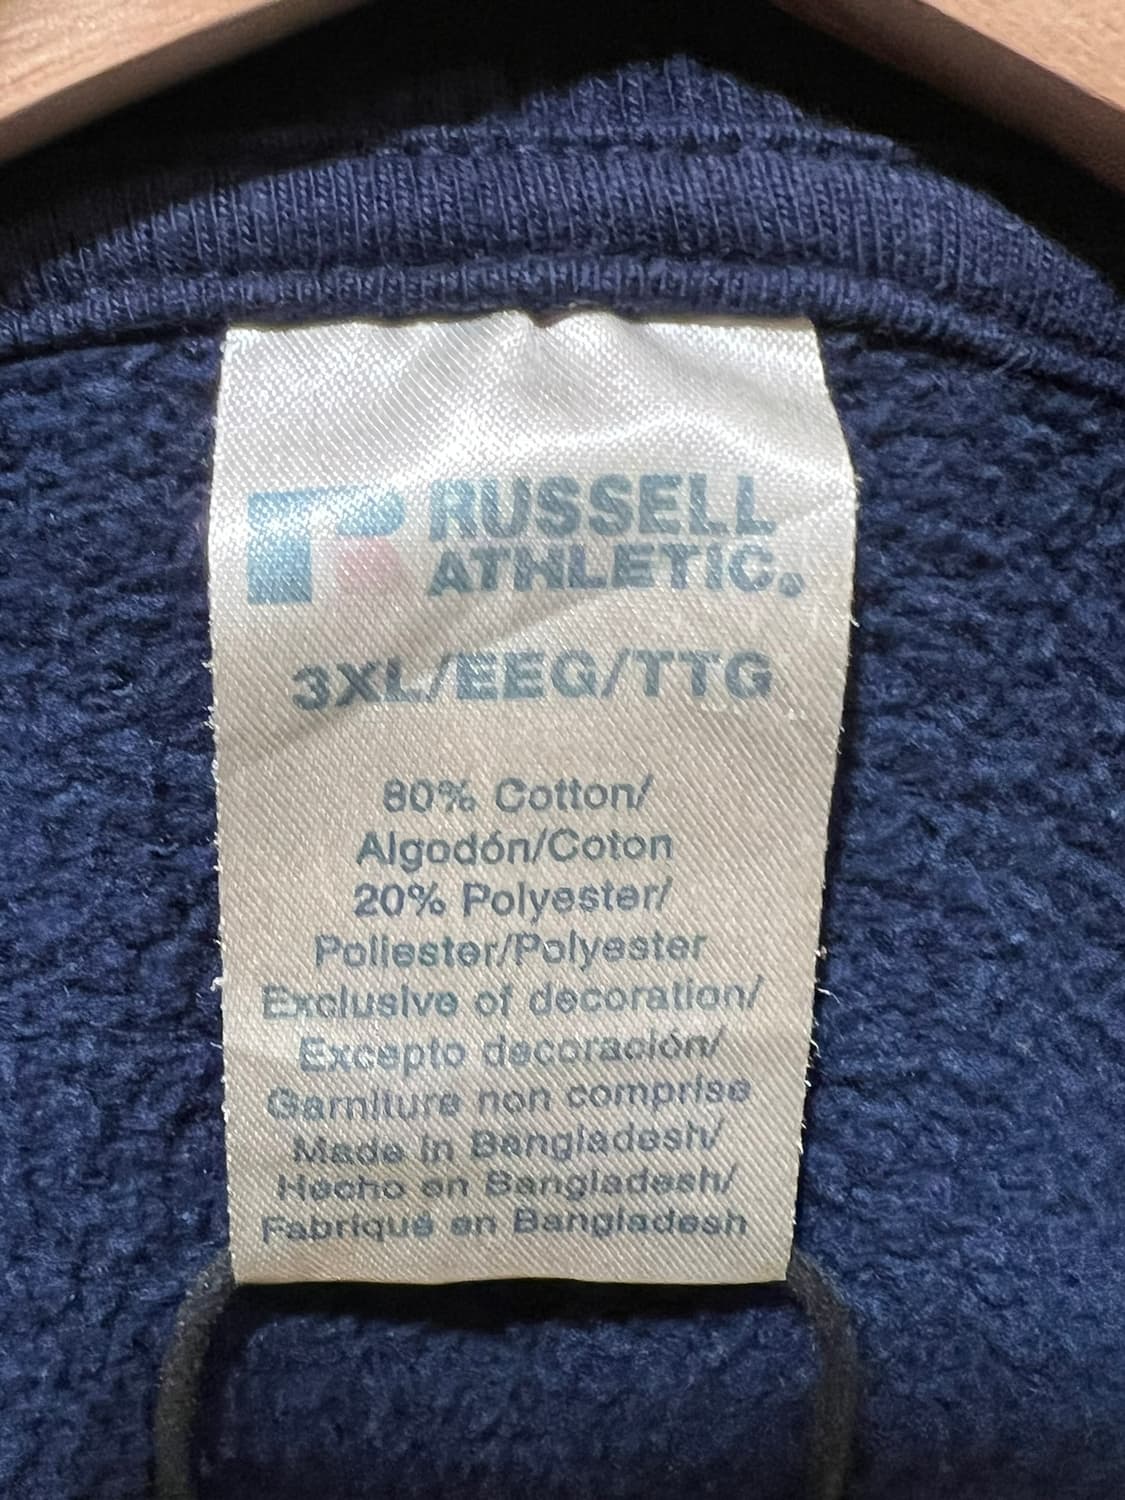 RUSSELL
ATHLETIC®
3XL/EEG/TTG
80% Cotton/
Algodón/Coton
20% Polyester/
Poliester/Polyester
Exclusive of decoration/
Excepto decoración/
Garniture non comprise
Made in Bangladesh/
Hecho en Bangladesh/
Fabriqué en Bangladesh